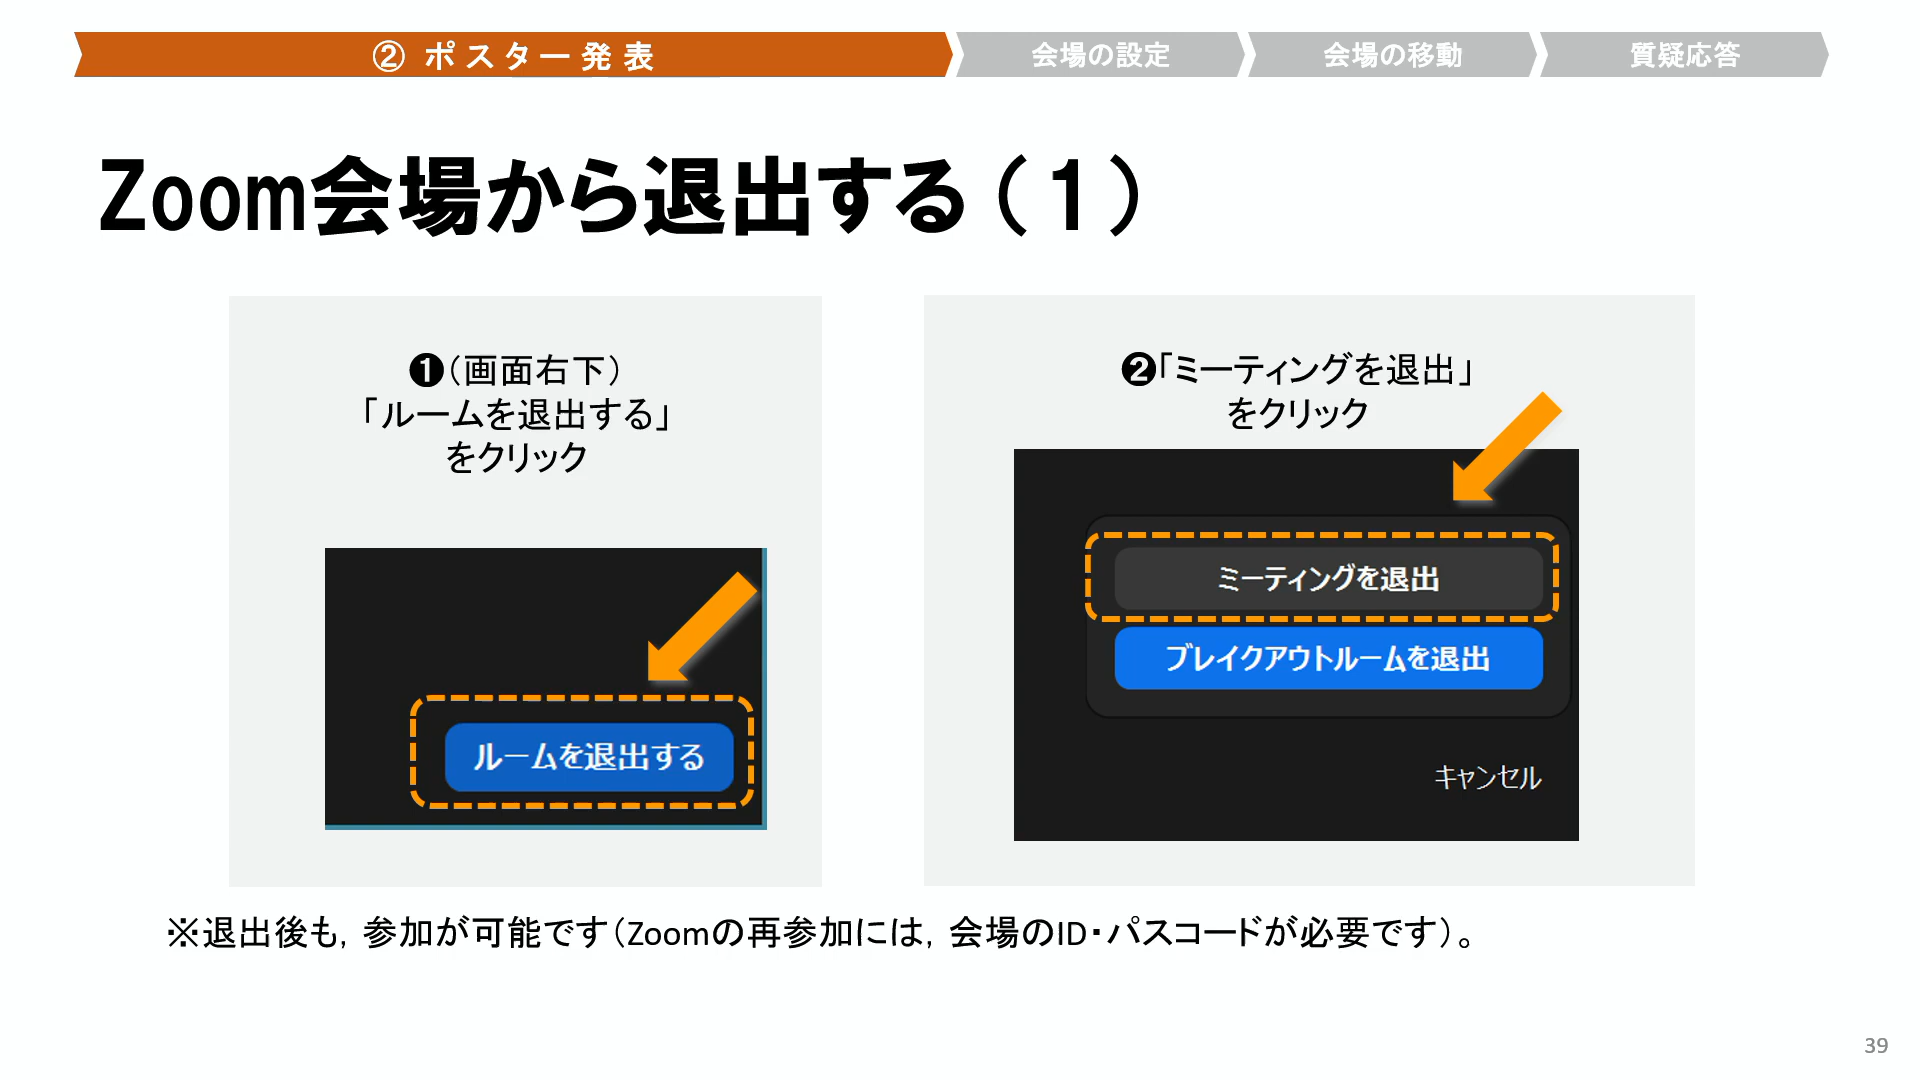 ② ポスター発表
会場の設定
会場の移動
質疑応答
Zoom会場から退出する（１）
❶（画面右下）
「ルームを退出する」
をクリック
ルームを退出する
❷「ミーティングを退出」
をクリック
ミーティングを退出
ブレイクアウトルームを退出
キャンセル
※退出後も，参加が可能です（Zoomの再参加には，会場のID・パスコードが必要です）。
39